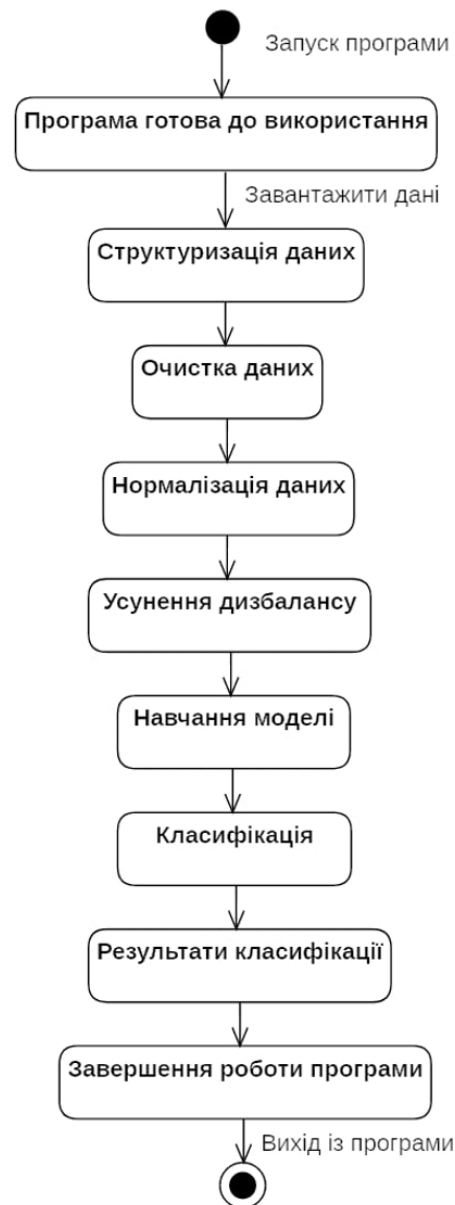 Запуск програми
Програма готова до використання
Завантажити дані
Структуризація даних
Очистка даних
Нормалізація даних
Усунення дизбалансу
Навчання моделі
Класифікація
Результати класифікації
Завершення роботи програми
Вихід із програми